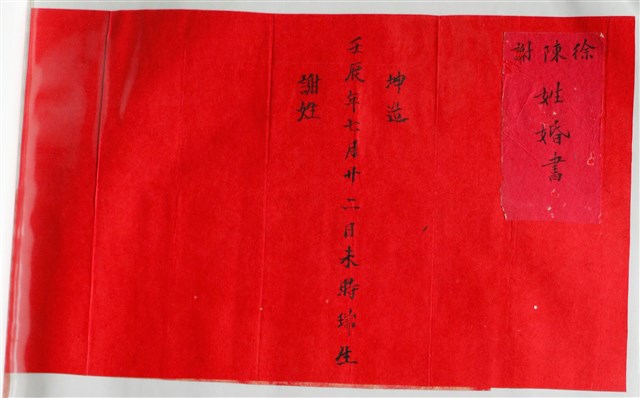 徐陳謝
姓婚書
坤造
壬辰年七月廿二日未時瑞生
謝姓